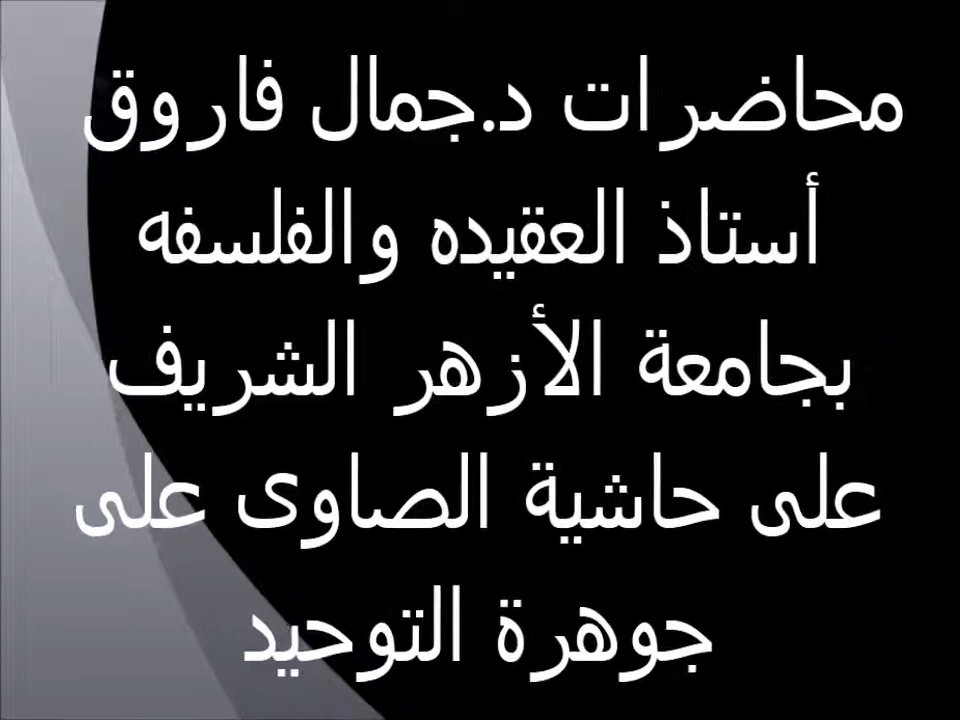 محاضرات د.جمال فاروق
أستاذ العقيده والفلسفه
بجامعة الأزهر الشريف
على حاشية الصاوى على
جوهرة التوحيد